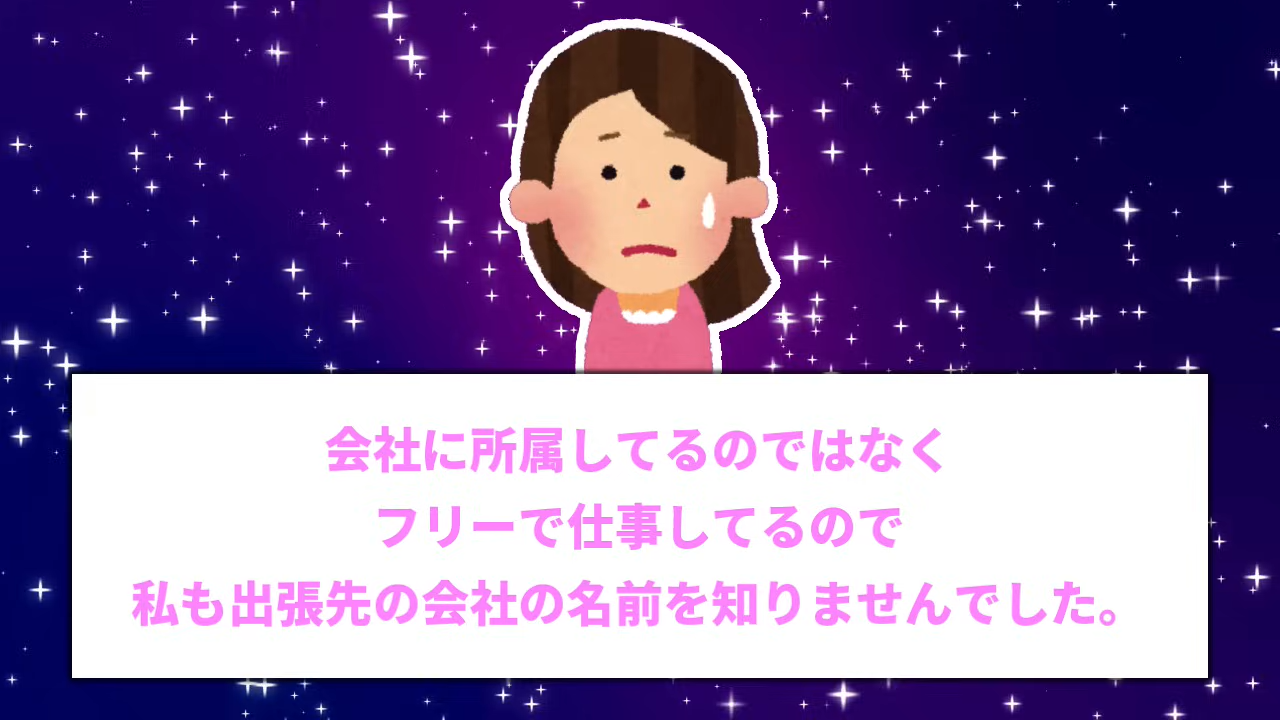 会社に所属してるのではなく
フリーで仕事してるので
私も出張先の会社の名前を知りませんでした。